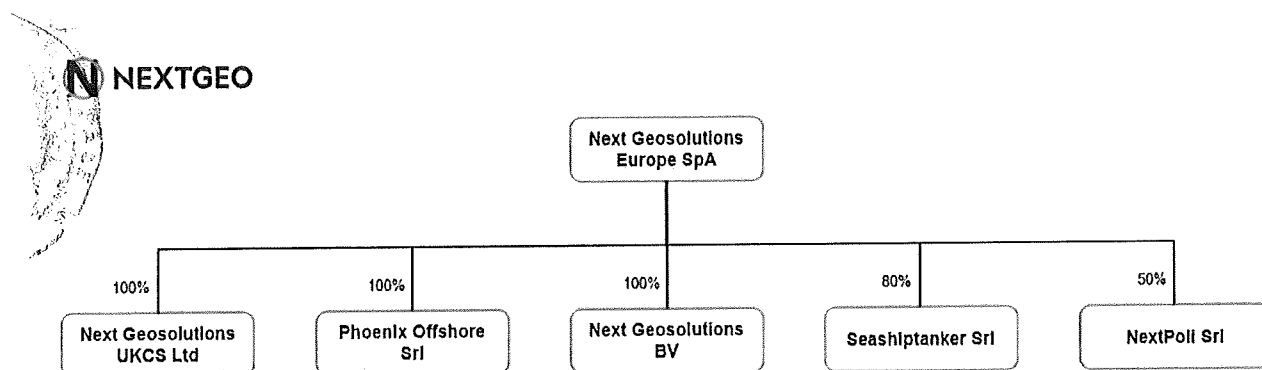 N NEXTGEO
Next Geosolutions
Europe SpA
100%
100%
100%
80%
50%
Next Geosolutions
UKCS Ltd
Phoenix Offshore
Srl
Next Geosolutions
BV
Seashiptanker Srl
NextPoli Srl